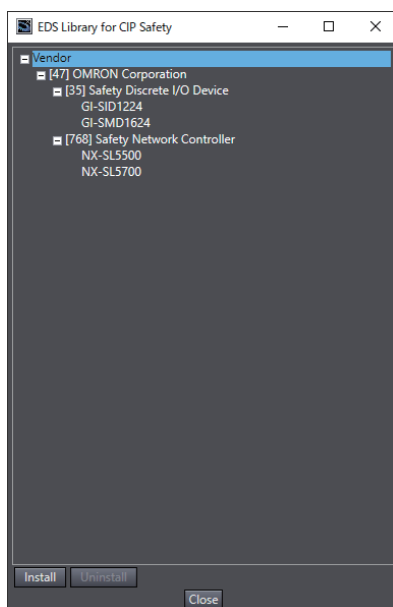 EDS Library for CIP Safety
Vendor
[47] OMRON Corporation
[35] Safety Discrete I/O Device
GI-SID1224
GI-SMD1624
[768] Safety Network Controller
NX-SL5500
NX-SL5700
Install Uninstall
Close